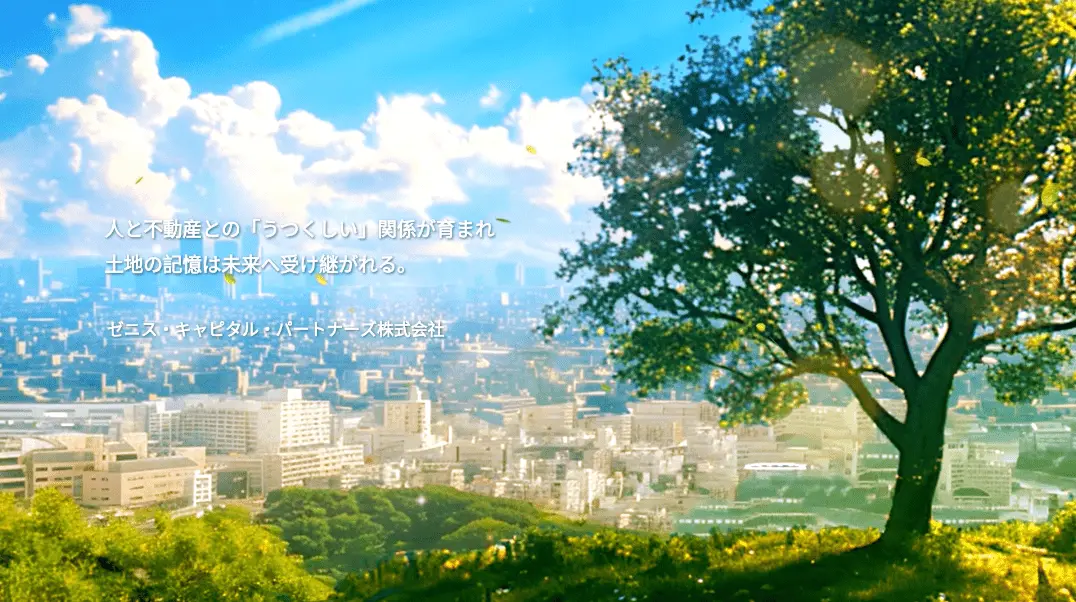 人と不動産との「うつくしい」関係が育まれ
土地の記憶は未来へ受け継がれる。
ゼニス・キャピタル・パートナーズ株式会社